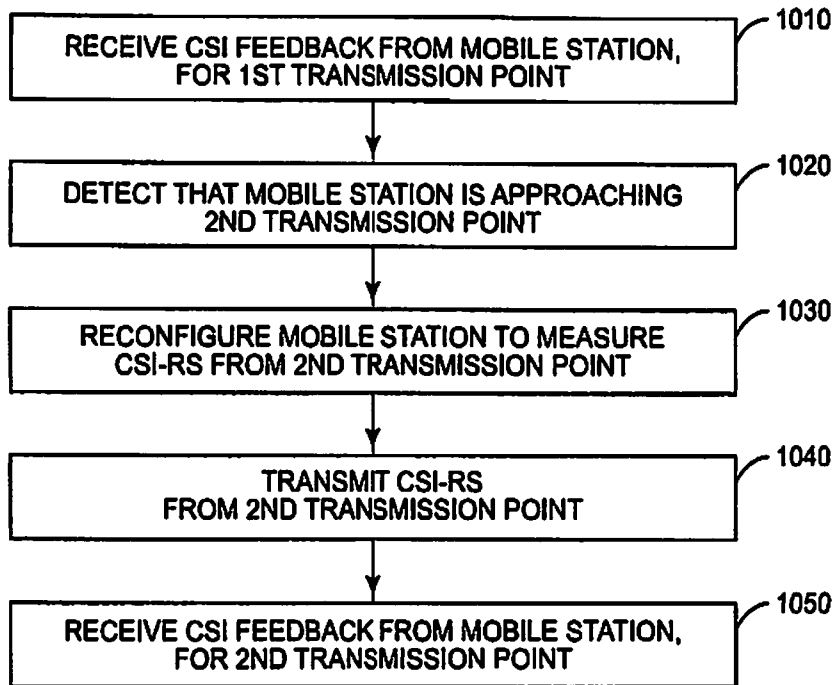 1010
RECEIVE CSI FEEDBACK FROM MOBILE STATION,
FOR 1ST TRANSMISSION POINT
1020
DETECT THAT MOBILE STATION IS APPROACHING
2ND TRANSMISSION POINT
1030
RECONFIGURE MOBILE STATION TO MEASURE
CSI-RS FROM 2ND TRANSMISSION POINT
1040
TRANSMIT CSI-RS
FROM 2ND TRANSMISSION POINT
1050
RECEIVE CSI FEEDBACK FROM MOBILE STATION,
FOR 2ND TRANSMISSION POINT